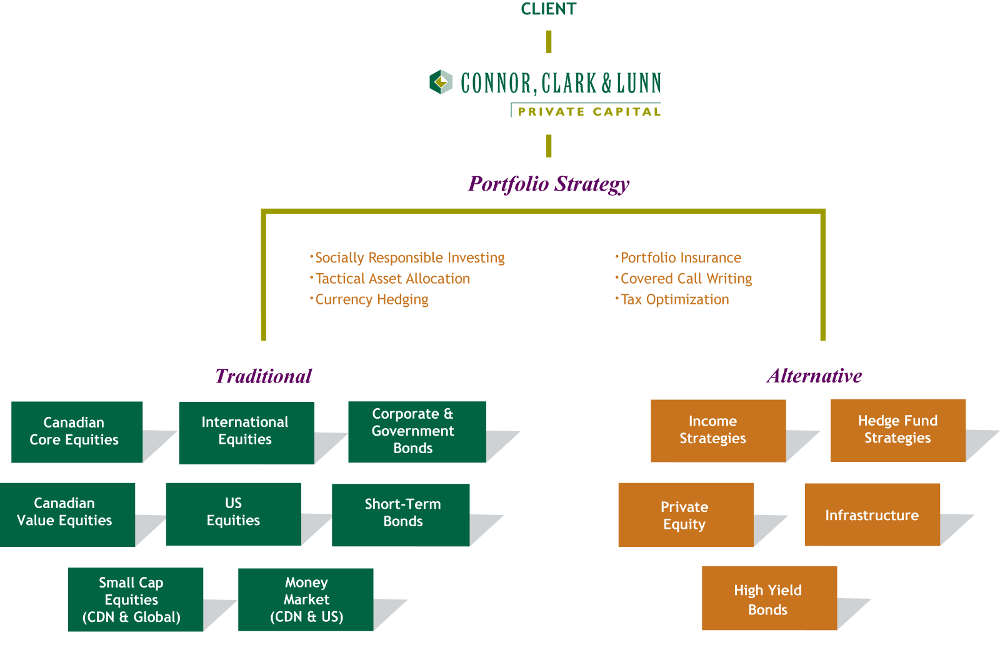 CLIENT
CONNOR, CLARK & LUNN
PRIVATE CAPITAL
Portfolio Strategy
•Socially Responsible Investing
•Tactical Asset Allocation
•Currency Hedging
•Portfolio Insurance
•Covered Call Writing
•Tax Optimization
Traditional
Canadian
Core Equities
International
Equities
Corporate &
Government
Bonds
Canadian
Value Equities
US
Equities
Short-Term
Bonds
Small Cap
Equities
(CDN & Global)
Money
Market
(CDN & US)
Alternative
Income
Strategies
Hedge Fund
Strategies
Private
Equity
Infrastructure
High Yield
Bonds